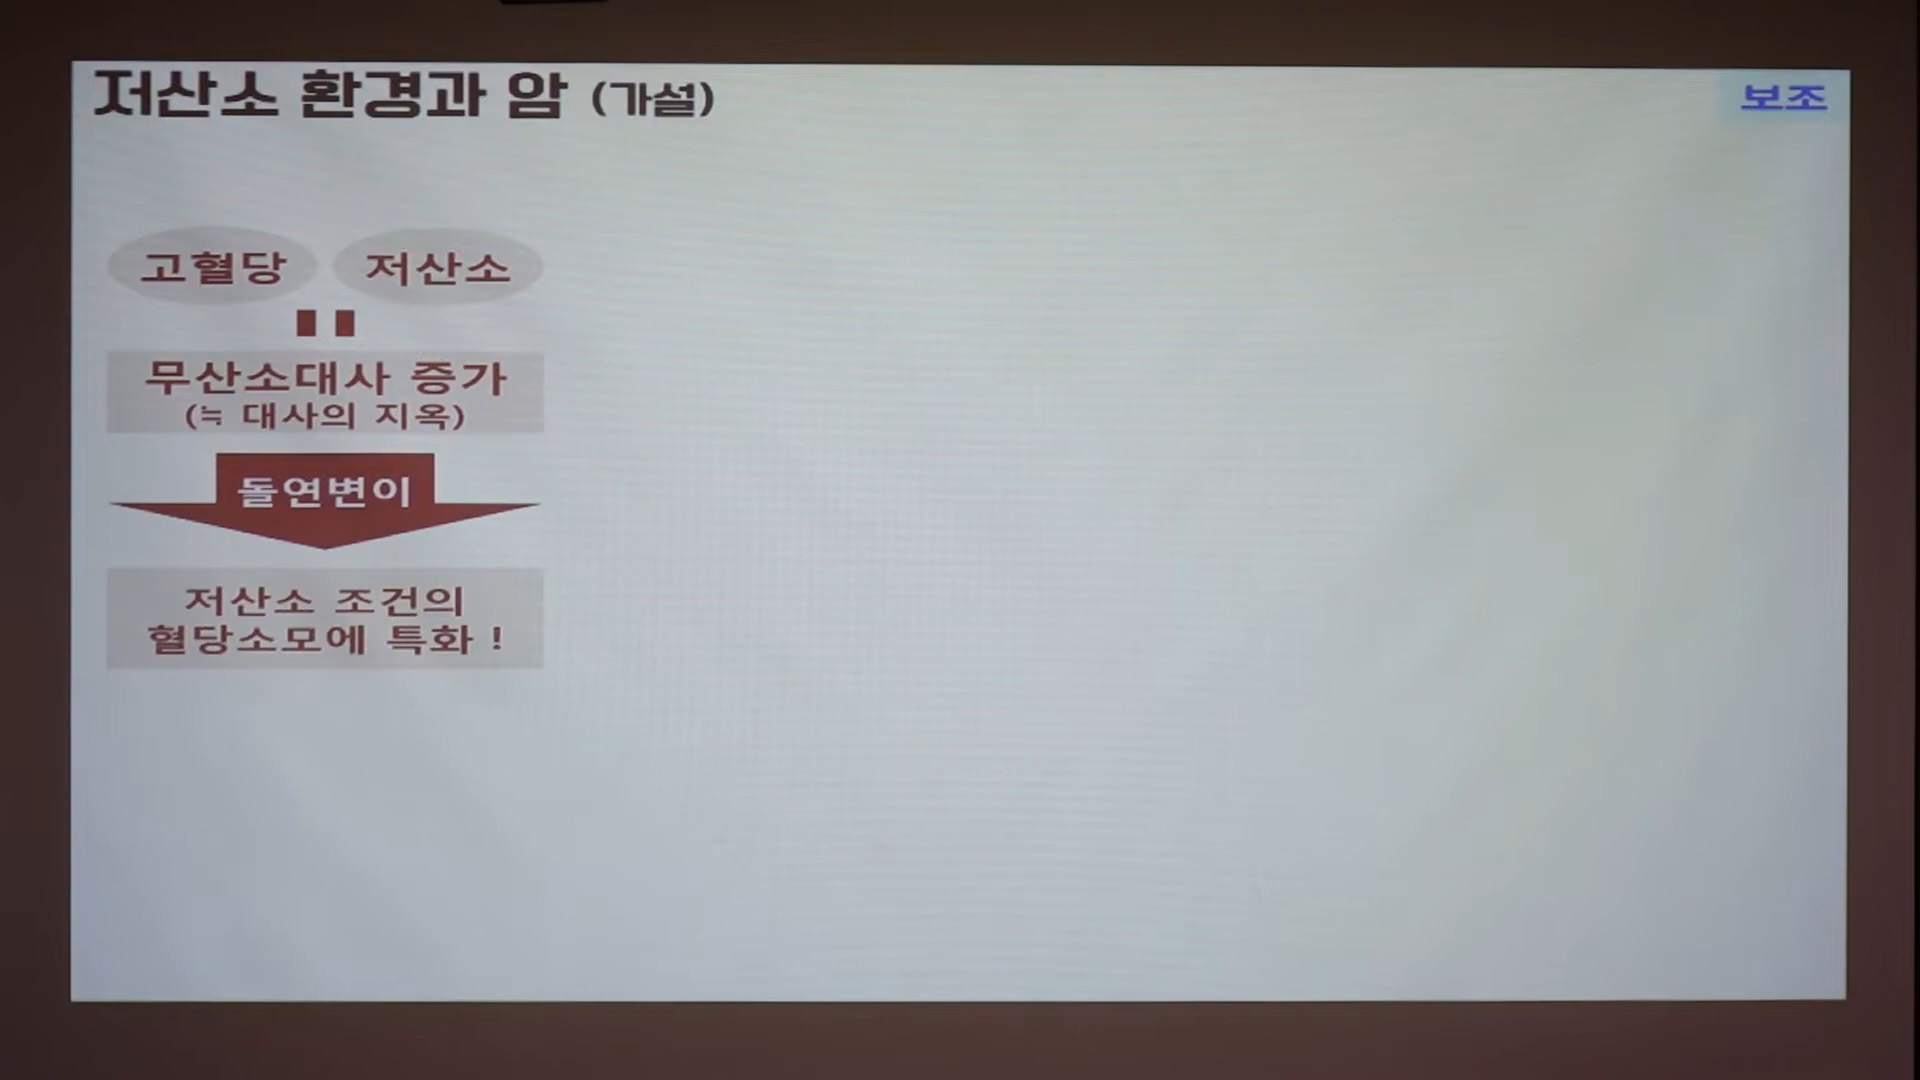 저산소 환경과 암 (가설)
보조
고혈당
저산소
무산소대사 증가
(≒ 대사의 지옥)
돌연변이
저산소 조건의
혈당소모에 특화 !